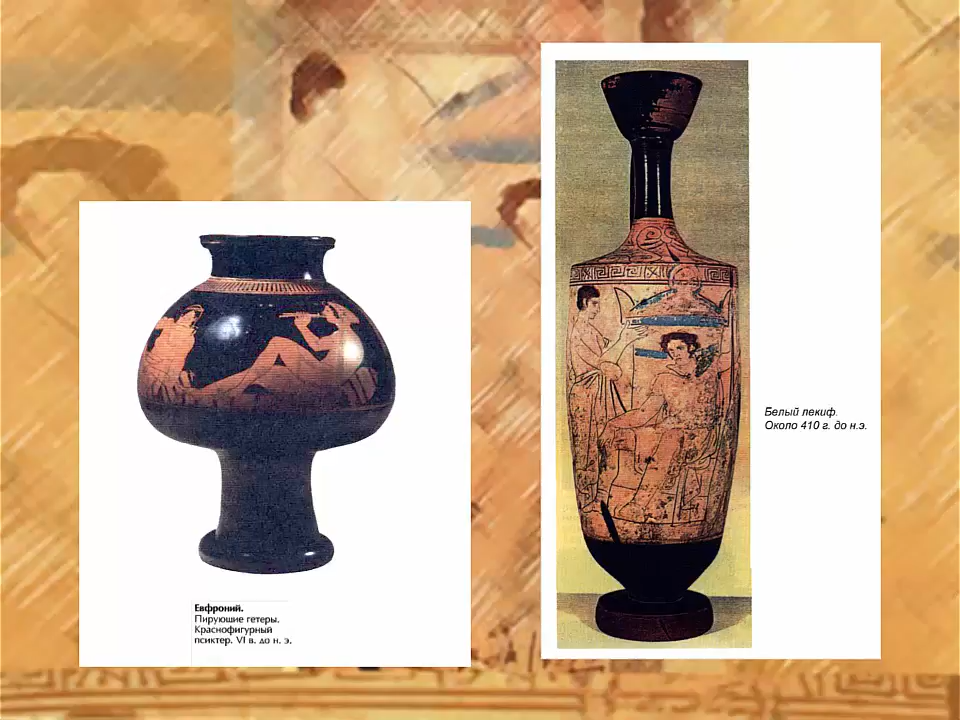 Евфроний.
Пирующие гетеры.
Краснофигурный
псиктер. VI в. до н. э.
Белый лекиф.
Около 410 г. до н.э.